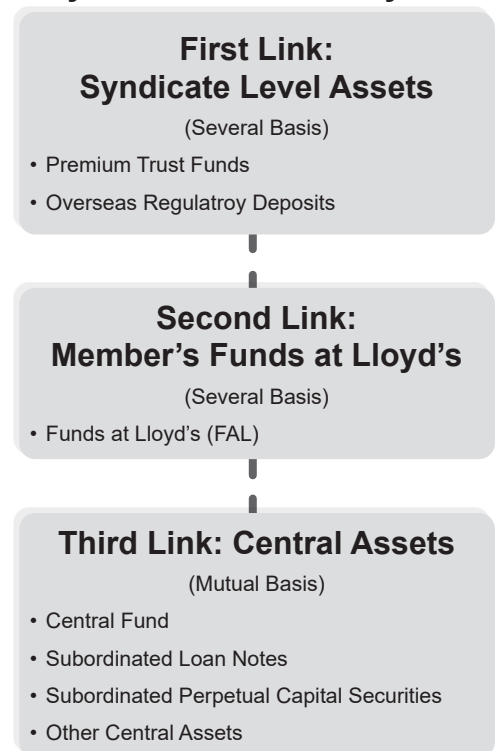 First Link:
Syndicate Level Assets
(Several Basis)
• Premium Trust Funds
• Overseas Regulatroy Deposits
Second Link:
Member’s Funds at Lloyd’s
(Several Basis)
• Funds at Lloyd’s (FAL)
Third Link: Central Assets
(Mutual Basis)
• Central Fund
• Subordinated Loan Notes
• Subordinated Perpetual Capital Securities
• Other Central Assets